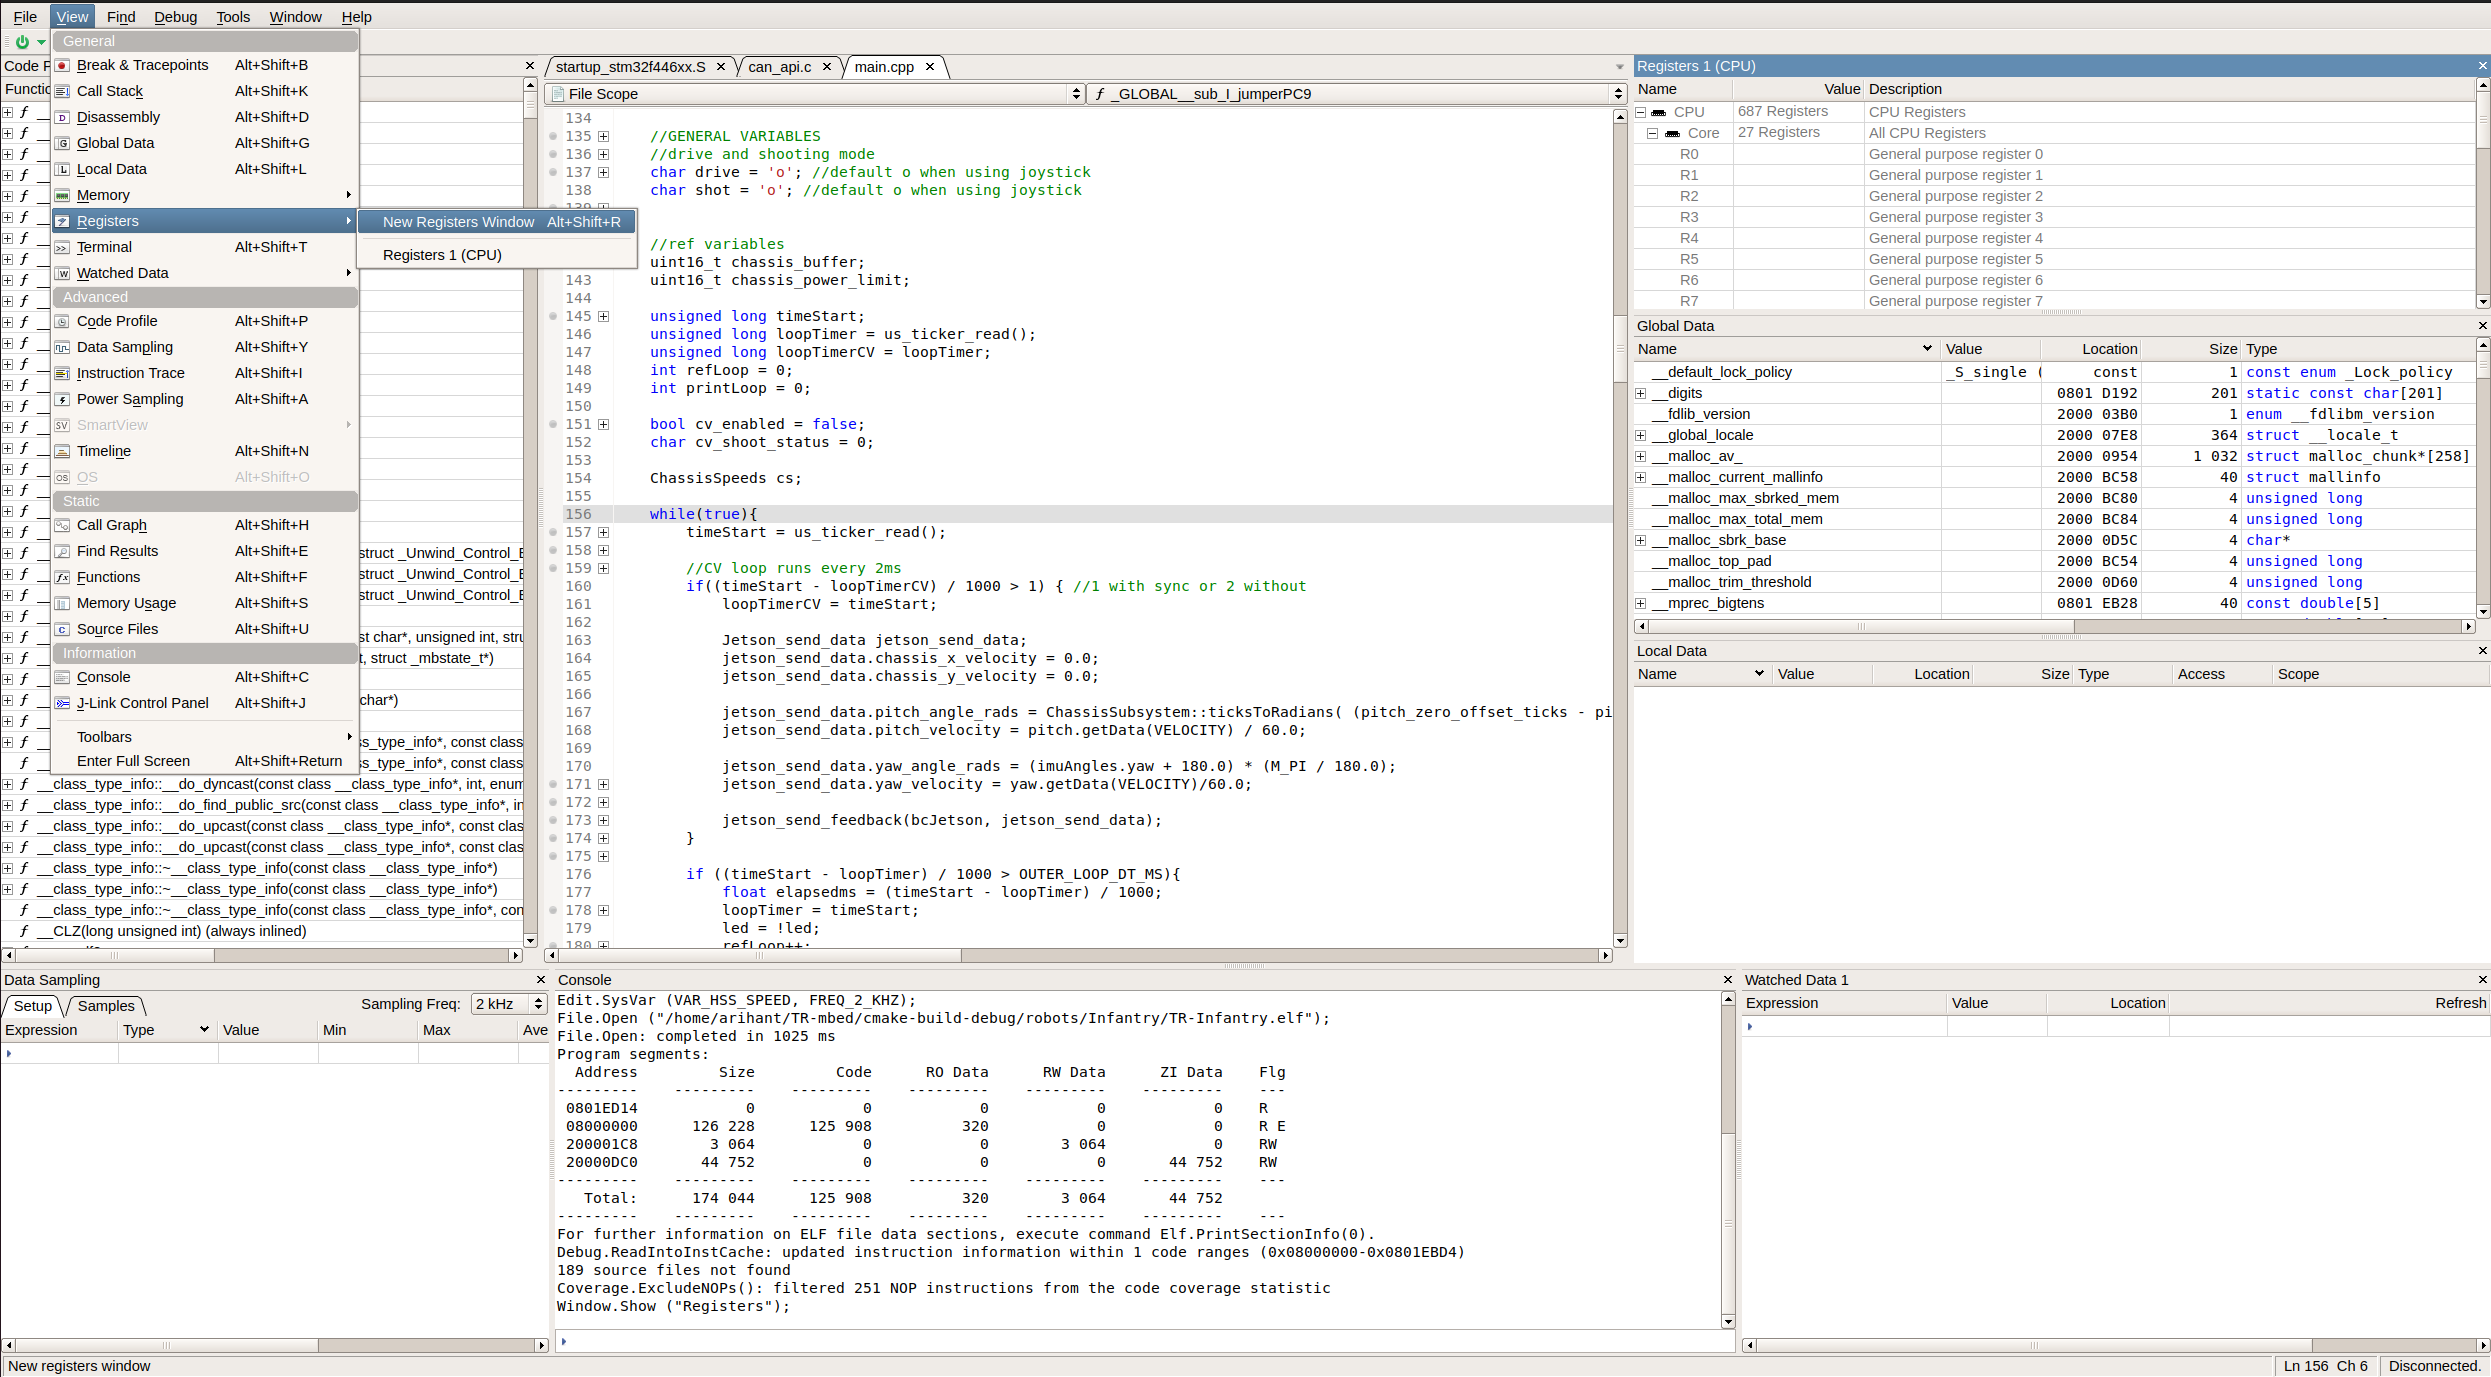 File View Find Debug Tools Window Help
General
Break & Tracepoints Alt+Shift+B
Call Stack Alt+Shift+K
Disassembly Alt+Shift+D
Global Data Alt+Shift+G
Local Data Alt+Shift+L
Memory
Registers
Terminal Alt+Shift+T
Watched Data
Advanced
Code Profile Alt+Shift+P
Data Sampling Alt+Shift+Y
Instruction Trace Alt+Shift+I
Power Sampling Alt+Shift+A
SmartView
Timeline Alt+Shift+N
OS Alt+Shift+O
Static
Call Graph Alt+Shift+H
Find Results Alt+Shift+E
Functions Alt+Shift+F
Memory Usage Alt+Shift+S
Source Files Alt+Shift+U
Information
Console Alt+Shift+C
J-Link Control Panel Alt+Shift+J
Toolbars
Enter Full Screen Alt+Shift+Return
New Registers Window Alt+Shift+R
Registers 1 (CPU)
struct _Unwind_Control_E
struct _Unwind_Control_E
struct _Unwind_Control_E
st char*, unsigned int, stru
t, struct _mbstate_t*)
char*)
ss_type_info*, const class
ss_type_info*, const class
__class_type_info::__do_dyncast(const class __class_type_info*, int, enum
__class_type_info::__do_find_public_src(const class __class_type_info*, in
__class_type_info::__do_upcast(const class __class_type_info*, const clas
__class_type_info::__do_upcast(const class __class_type_info*, const clas
__class_type_info::~__class_type_info(const class __class_type_info*)
__class_type_info::~__class_type_info(const class __class_type_info*)
__class_type_info::~__class_type_info(const class __class_type_info*, con
__CLZ(long unsigned int) (always inlined)
startup_stm32f446xx.S can_api.c main.cpp
File Scope _GLOBAL__sub_I_jumperPC9
134
135 //GENERAL VARIABLES
136 //drive and shooting mode
137 char drive = 'o'; //default o when using joystick
138 char shot = 'o'; //default o when using joystick
//ref variables
uint16_t chassis_buffer;
143 uint16_t chassis_power_limit;
144
145 unsigned long timeStart;
146 unsigned long loopTimer = us_ticker_read();
147 unsigned long loopTimerCV = loopTimer;
148 int refLoop = 0;
149 int printLoop = 0;
150
151 bool cv_enabled = false;
152 char cv_shoot_status = 0;
153
154 ChassisSpeeds cs;
155
156 while(true){
157 timeStart = us_ticker_read();
158
159 //CV loop runs every 2ms
160 if((timeStart - loopTimerCV) / 1000 > 1) { //1 with sync or 2 without
161 loopTimerCV = timeStart;
162
163 Jetson_send_data jetson_send_data;
164 jetson_send_data.chassis_x_velocity = 0.0;
165 jetson_send_data.chassis_y_velocity = 0.0;
166
167 jetson_send_data.pitch_angle_rads = ChassisSubsystem::ticksToRadians( (pitch_zero_offset_ticks - pi
168 jetson_send_data.pitch_velocity = pitch.getData(VELOCITY) / 60.0;
169
170 jetson_send_data.yaw_angle_rads = (imuAngles.yaw + 180.0) * (M_PI / 180.0);
171 jetson_send_data.yaw_velocity = yaw.getData(VELOCITY)/60.0;
172
173 jetson_send_feedback(bcJetson, jetson_send_data);
174 }
175
176 if ((timeStart - loopTimer) / 1000 > OUTER_LOOP_DT_MS){
177 float elapsedms = (timeStart - loopTimer) / 1000;
178 loopTimer = timeStart;
179 led = !led;
180 refLoop++;
Registers 1 (CPU)
Name Value Description
CPU 687 Registers CPU Registers
Core 27 Registers All CPU Registers
R0 General purpose register 0
R1 General purpose register 1
R2 General purpose register 2
R3 General purpose register 3
R4 General purpose register 4
R5 General purpose register 5
R6 General purpose register 6
R7 General purpose register 7
Global Data
Name Value Location Size Type
__default_lock_policy _S_single ( const 1 const enum _Lock_policy
__digits 0801 D192 201 static const char[201]
__fdlib_version 2000 03B0 1 enum __fdlibm_version
__global_locale 2000 07E8 364 struct __locale_t
__malloc_av_ 2000 0954 1 032 struct malloc_chunk*[258]
__malloc_current_mallinfo 2000 BC58 40 struct mallinfo
__malloc_max_sbrked_mem 2000 BC80 4 unsigned long
__malloc_max_total_mem 2000 BC84 4 unsigned long
__malloc_sbrk_base 2000 0D5C 4 char*
__malloc_top_pad 2000 BC54 4 unsigned long
__malloc_trim_threshold 2000 0D60 4 unsigned long
__mprec_bigtens 0801 EB28 40 const double[5]
Local Data
Name Value Location Size Type Access Scope
Data Sampling
Setup Samples Sampling Freq: 2 kHz
Expression Type Value Min Max Ave
Console
Edit.SysVar (VAR_HSS_SPEED, FREQ_2_KHZ);
File.Open ("/home/arihant/TR-mbed/cmake-build-debug/robots/Infantry/TR-Infantry.elf");
File.Open: completed in 1025 ms
Program segments:
Address Size Code RO Data RW Data ZI Data Flg
--------- --------- --------- --------- --------- --------- ---
0801ED14 0 0 0 0 0 R
08000000 126 228 125 908 320 0 0 R E
200001C8 3 064 0 0 3 064 0 RW
20000DC0 44 752 0 0 0 44 752 RW
--------- --------- --------- --------- --------- --------- ---
Total: 174 044 125 908 320 3 064 44 752
--------- --------- --------- --------- --------- --------- ---
For further information on ELF file data sections, execute command Elf.PrintSectionInfo(0).
Debug.ReadIntoInstCache: updated instruction information within 1 code ranges (0x08000000-0x0801EBD4)
189 source files not found
Coverage.ExcludeNOPs(): filtered 251 NOP instructions from the code coverage statistic
Window.Show ("Registers");
Watched Data 1
Expression Value Location Refresh
New registers window
Ln 156 Ch 6 Disconnected.